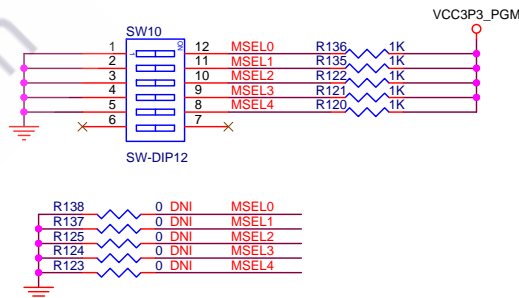 VCC3P3_PGM
SW10
ON
1 12 MSEL0 R136 1K
2 11 MSEL1 R135 1K
3 10 MSEL2 R122 1K
4 9 MSEL3 R121 1K
5 8 MSEL4 R120 1K
6 7
1
SW-DIP12
R138 0 DNI MSEL0
R137 0 DNI MSEL1
R125 0 DNI MSEL2
R124 0 DNI MSEL3
R123 0 DNI MSEL4